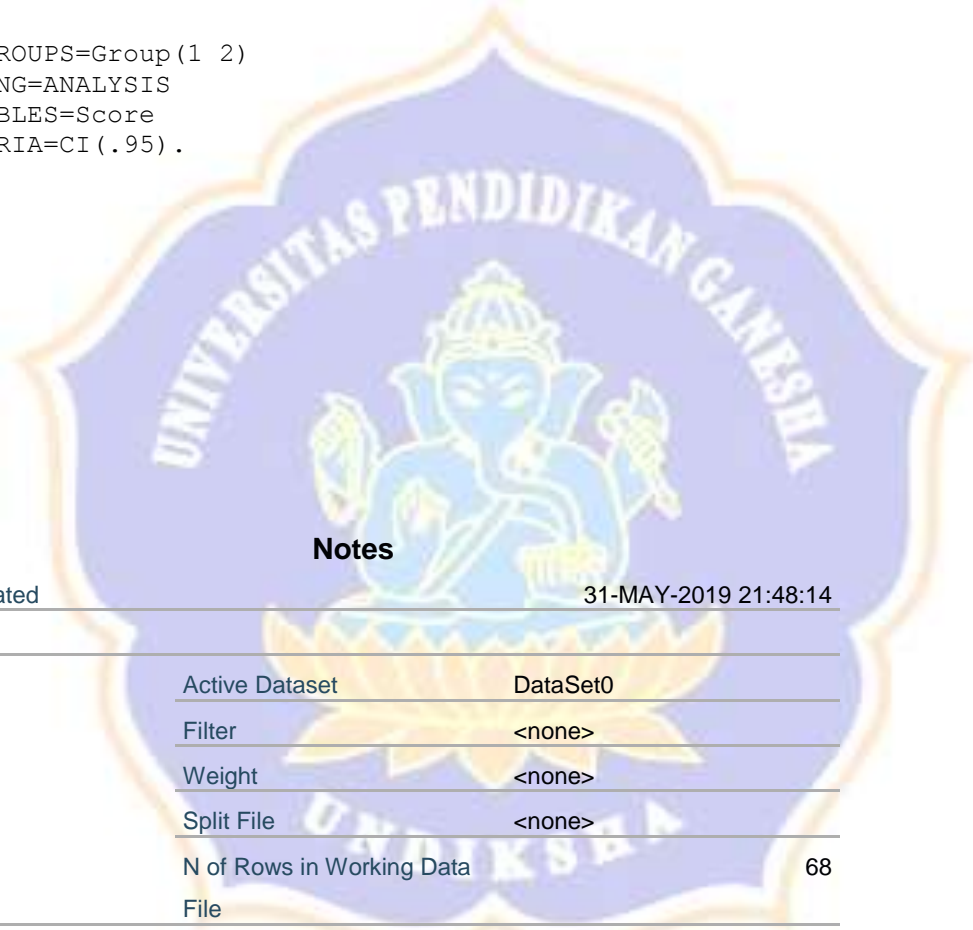 ROUPS=Group(1 2)
NG=ANALYSIS
BLES=Score
RIA=CI(.95).
UNIVERSITAS PENDIDIKAN GANESHA
Notes
ated 31-MAY-2019 21:48:14
Active Dataset DataSet0
Filter <none>
Weight <none>
Split File <none>
N of Rows in Working Data 68
File
UNDIKSHA